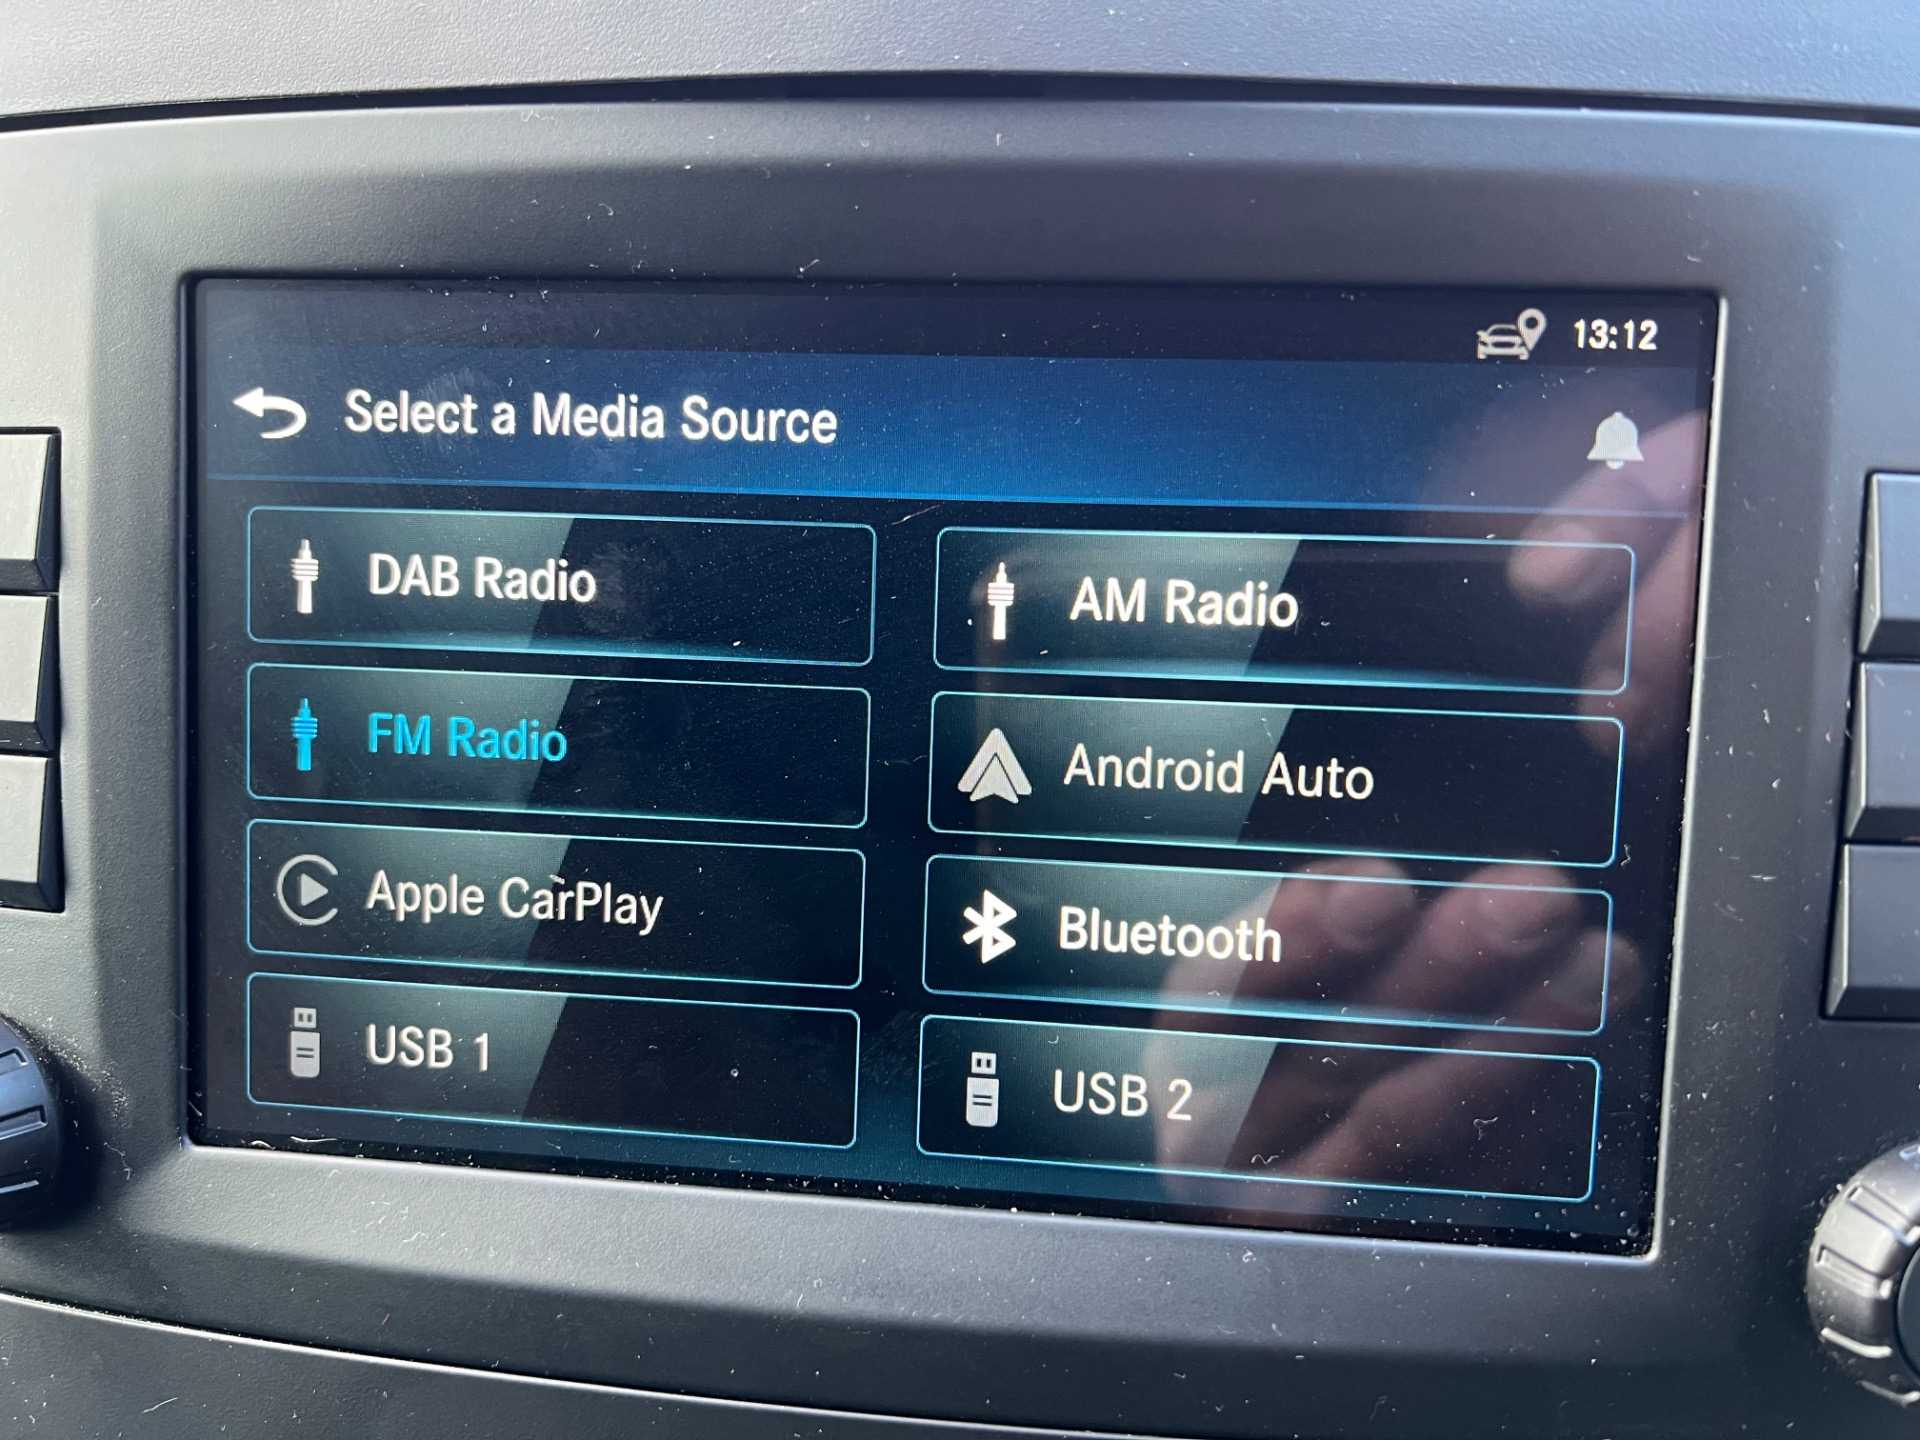 13:12
Select a Media Source
DAB Radio
AM Radio
FM Radio
Android Auto
Apple CarPlay
Bluetooth
USB 1
USB 2